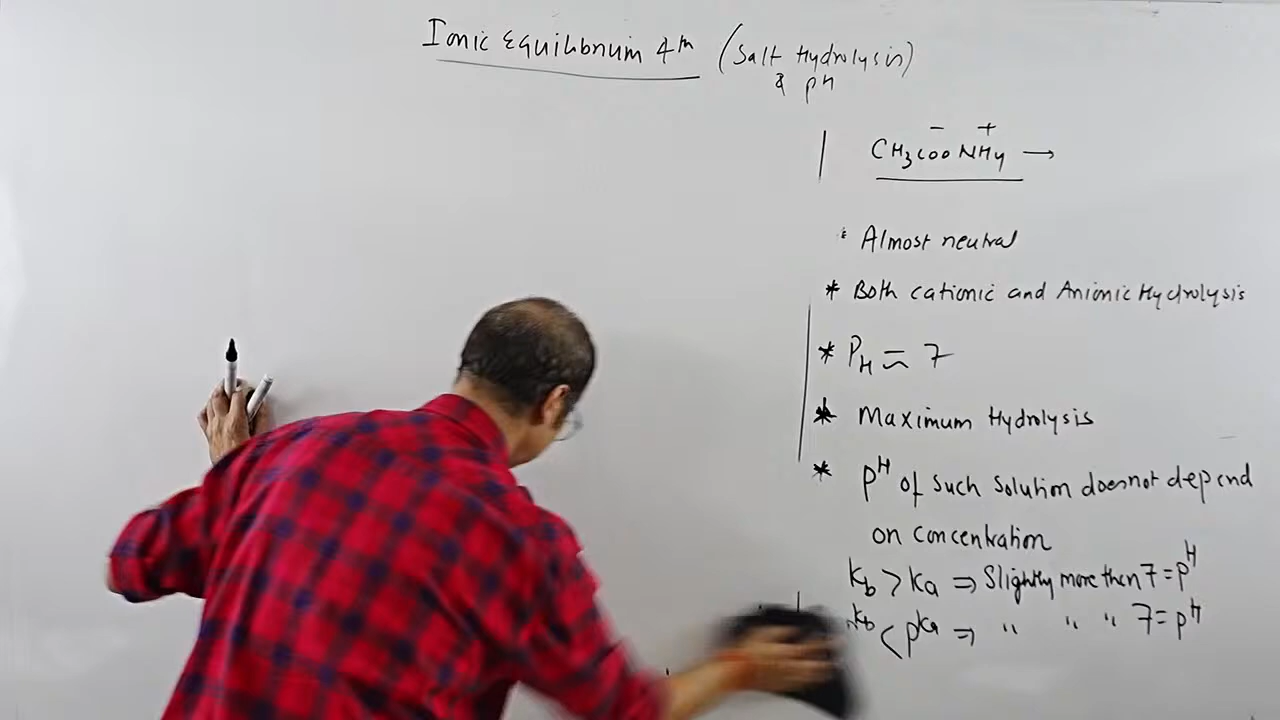 Ionic Equilibrium 4th (Salt Hydrolysis)
& pH
CH3COONH4 →
- +
* Almost neutral
* Both cationic and Anionic Hydrolysis
* PH ≃ 7
* Maximum Hydrolysis
* pH of such solution doesnot depend
on concentration
kb > ka ⇒ Slightly more then 7 = pH
kb < pka ⇒ " " " 7 = pH